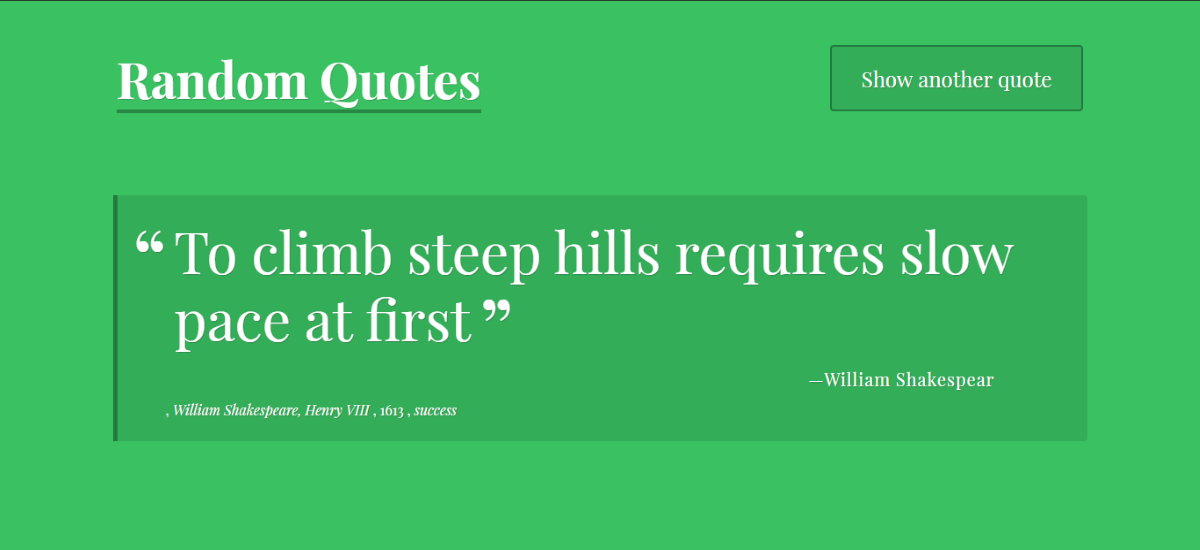 Random Quotes
Show another quote
“ To climb steep hills requires slow
pace at first ”
—William Shakespear
, William Shakespeare, Henry VIII , 1613 , success